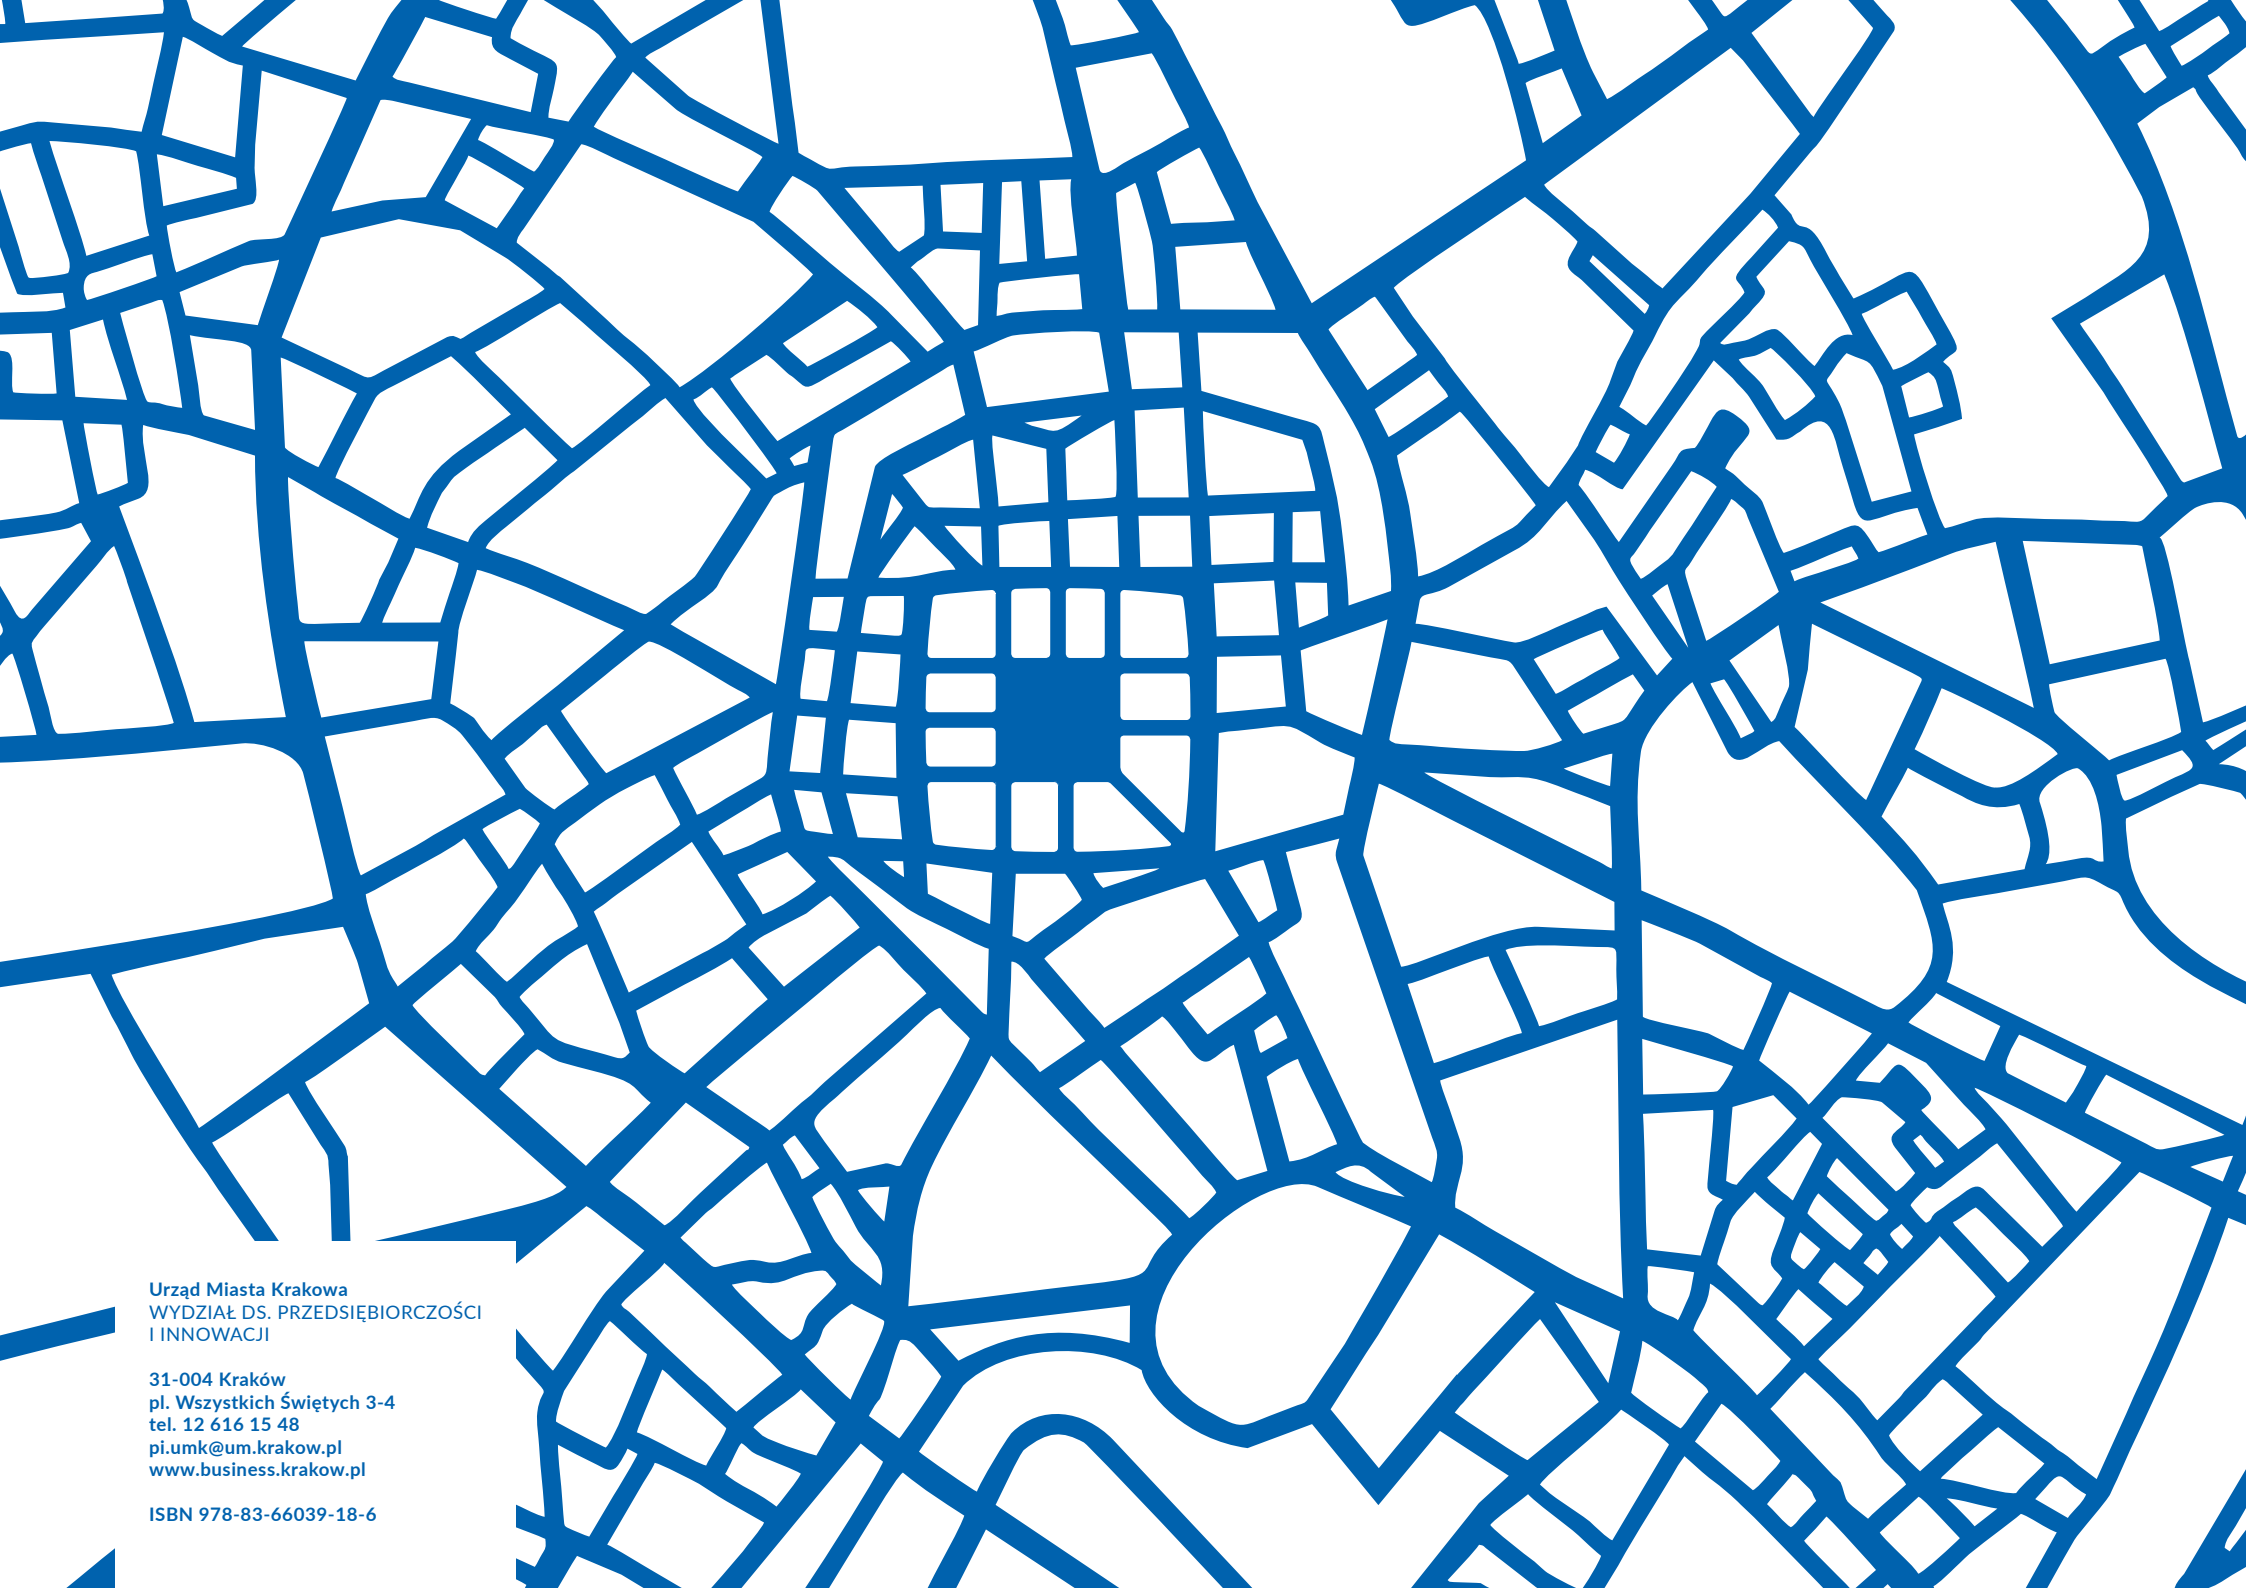 Urząd Miasta Krakowa
WYDZIAŁ DS. PRZEDSIĘBIORCZOŚCI
I INNOWACJI
31-004 Kraków
pl. Wszystkich Świętych 3-4
tel. 12 616 15 48
pi.umk@um.krakow.pl
www.business.krakow.pl
ISBN 978-83-66039-18-6